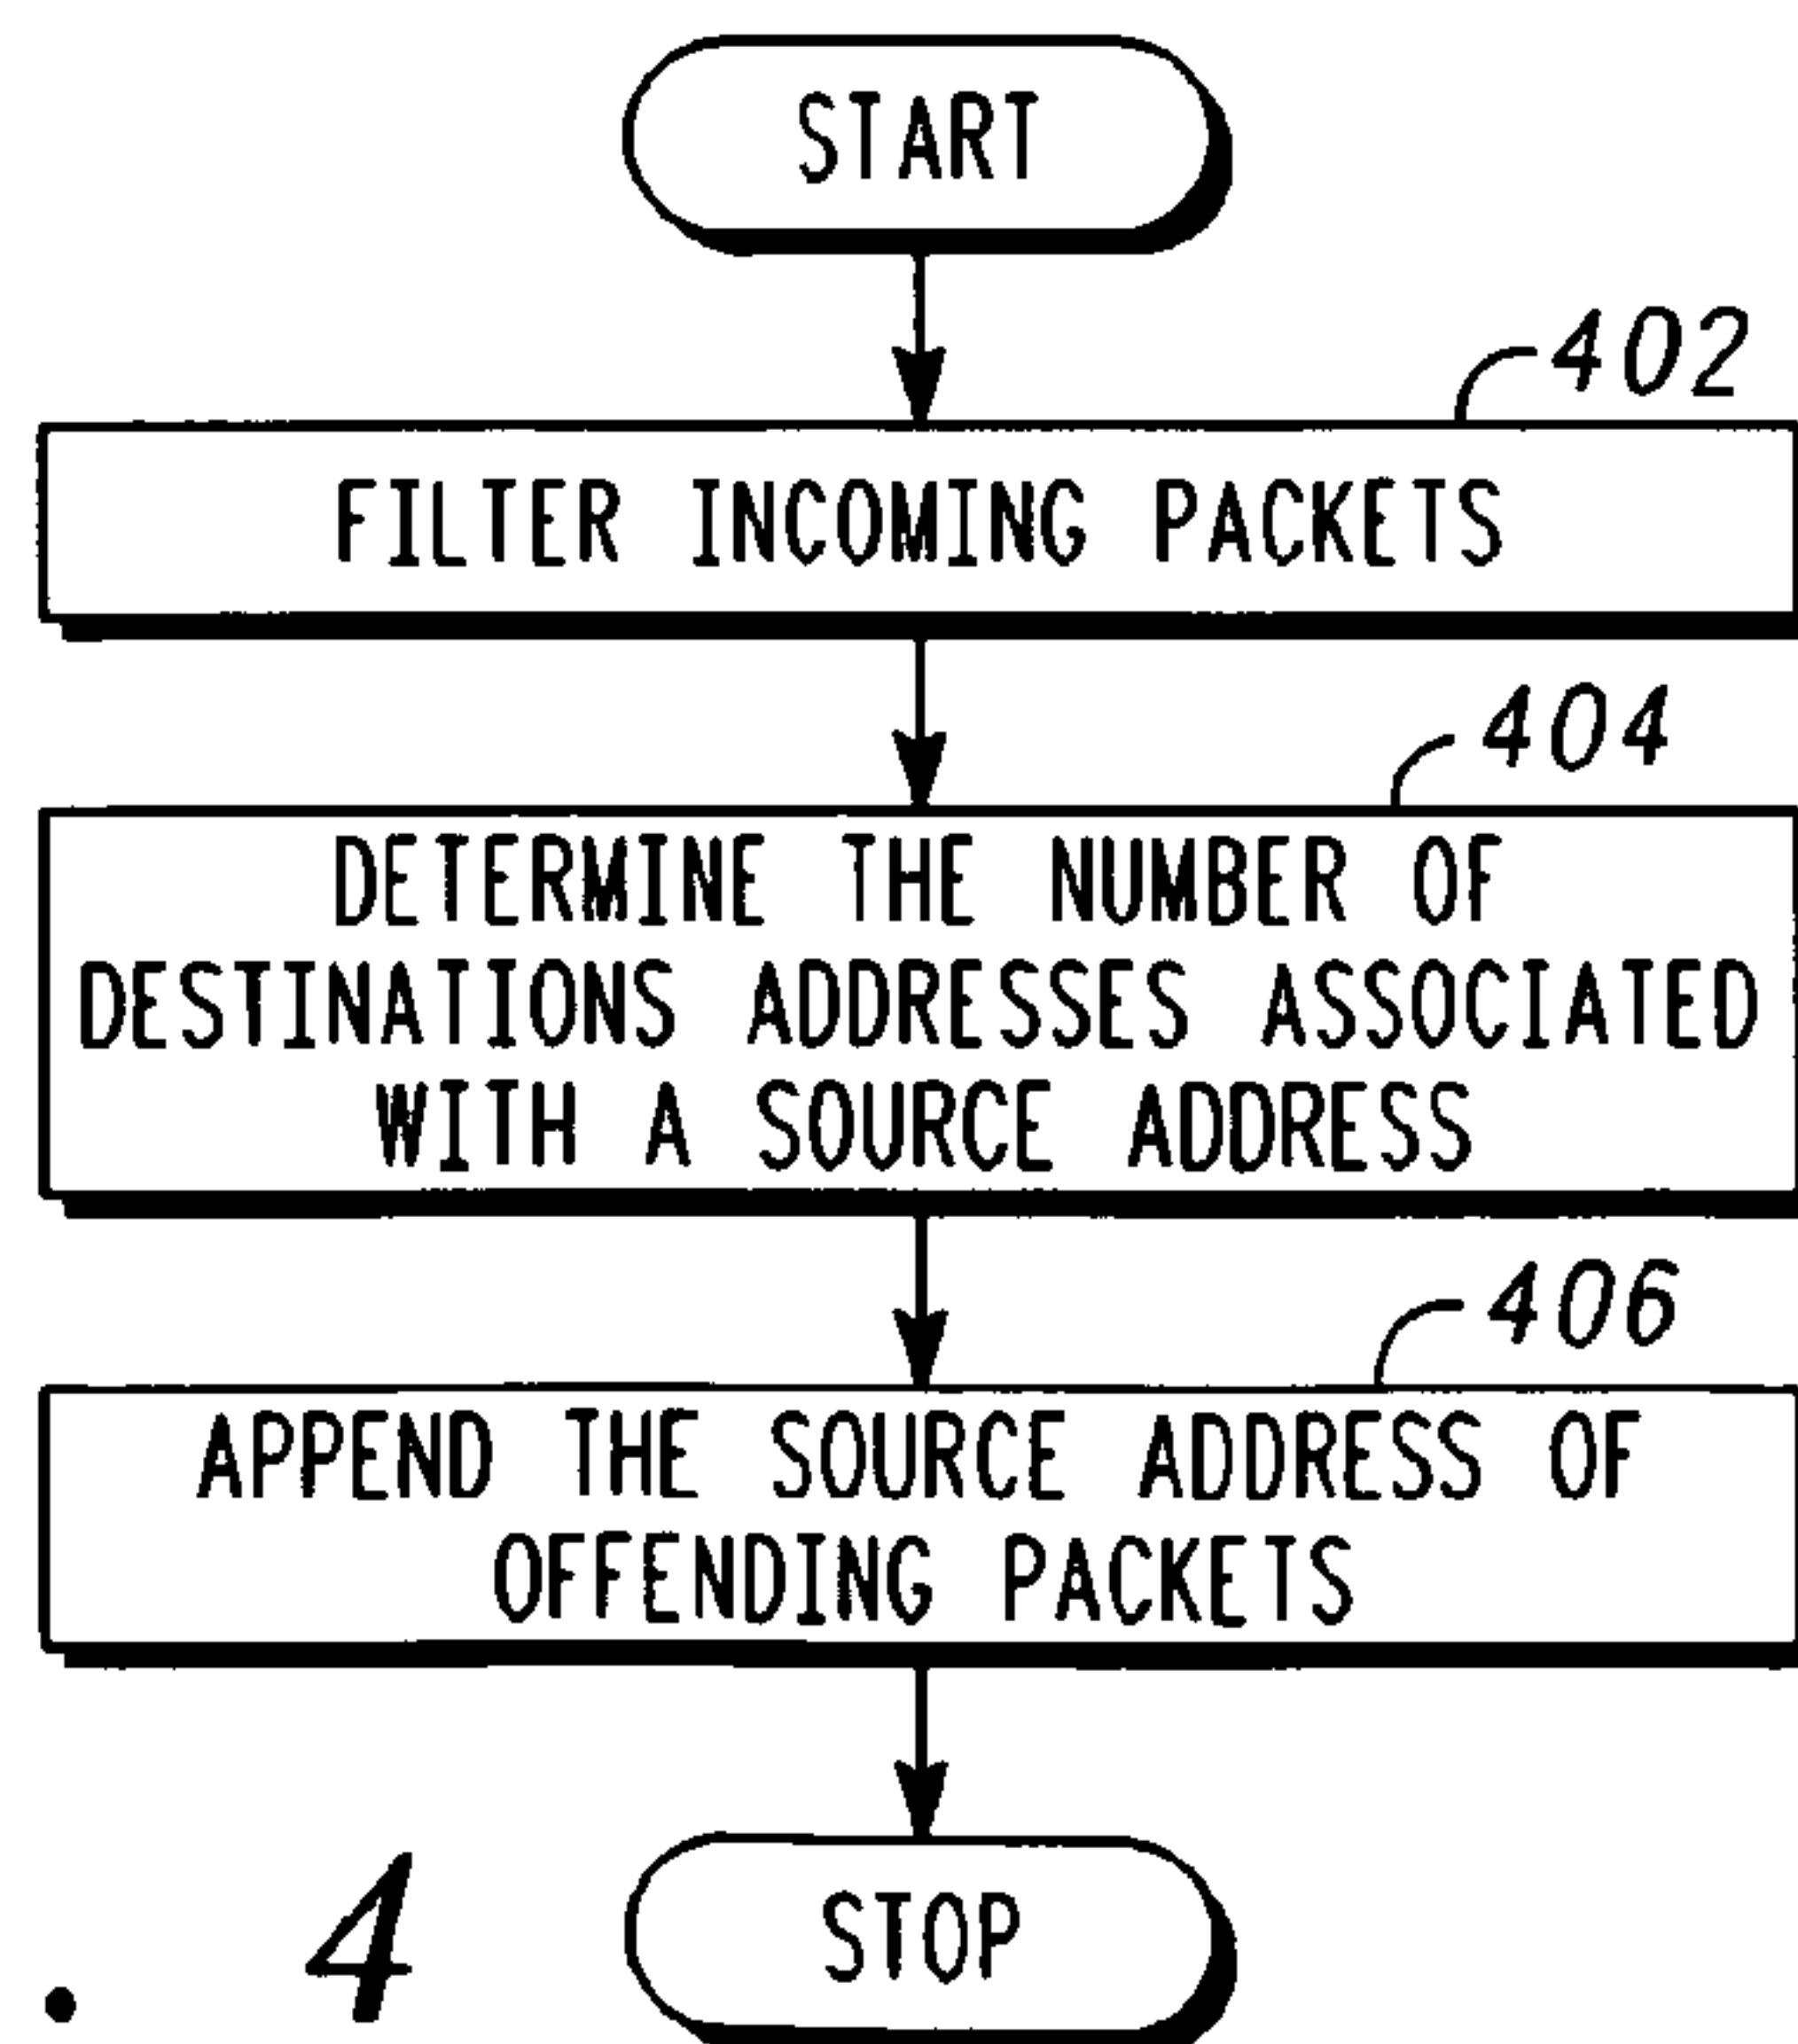 START
402
FILTER INCOMING PACKETS
404
DETERMINE THE NUMBER OF
DESTINATIONS ADDRESSES ASSOCIATED
WITH A SOURCE ADDRESS
406
APPEND THE SOURCE ADDRESS OF
OFFENDING PACKETS
STOP
. 4